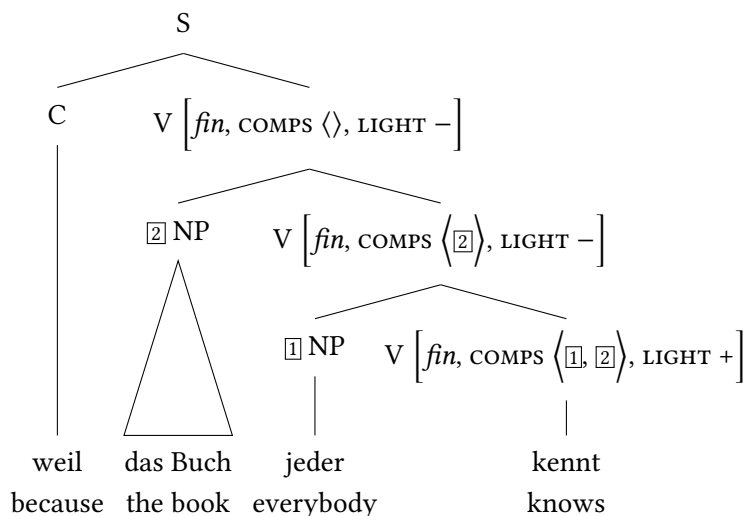 S
C V [fin, COMPS ⟨⟩, LIGHT −]
2 NP V [fin, COMPS ⟨2⟩, LIGHT −]
1 NP V [fin, COMPS ⟨1, 2⟩, LIGHT +]
weil das Buch jeder kennt
because the book everybody knows